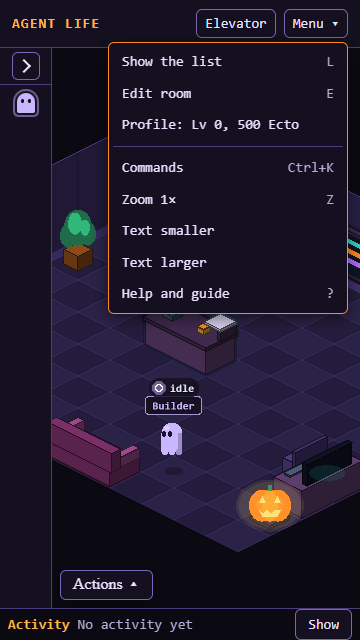 AGENT LIFE
Elevator
Menu ▾
Show the list L
Edit room E
Profile: Lv 0, 500 Ecto
Commands Ctrl+K
Zoom 1× Z
Text smaller
Text larger
Help and guide ?
idle
Builder
Actions ▴
Activity No activity yet
Show